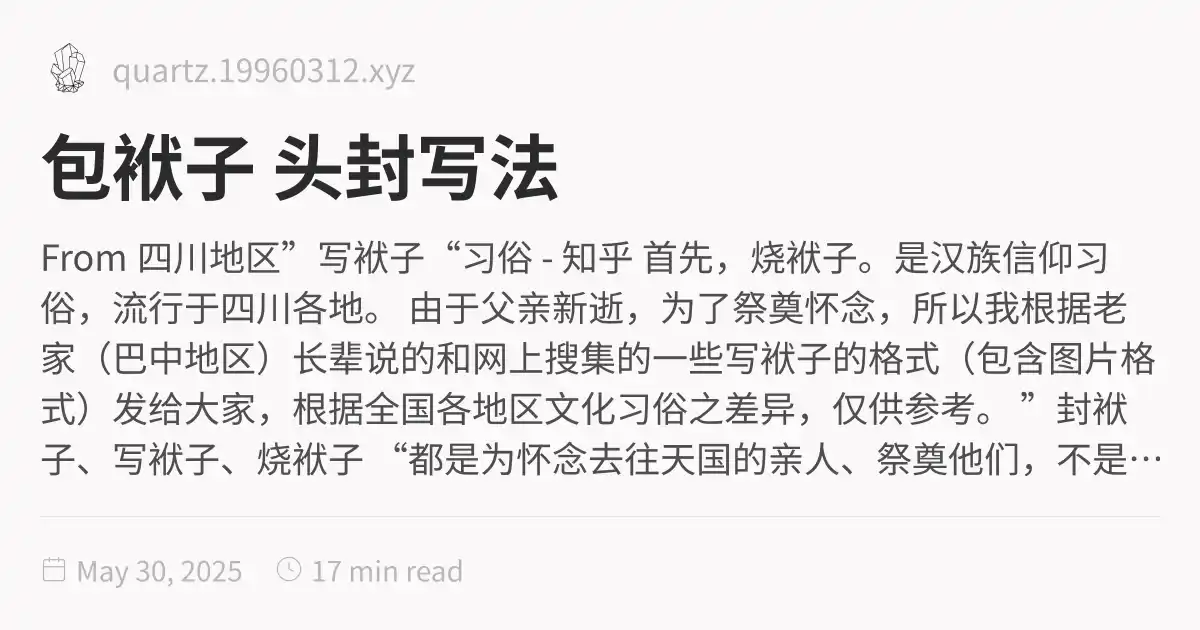 quartz.19960312.xyz
包袱子 头封写法
From 四川地区”写袱子“习俗 - 知乎 首先，烧袱子。是汉族信仰习
俗，流行于四川各地。 由于父亲新逝，为了祭奠怀念，所以我根据老
家（巴中地区）长辈说的和网上搜集的一些写袱子的格式（包含图片格
式）发给大家，根据全国各地区文化习俗之差异，仅供参考。 ”封袱
子、写袱子、烧袱子 “都是为怀念去往天国的亲人、祭奠他们，不是…
May 30, 2025
17 min read